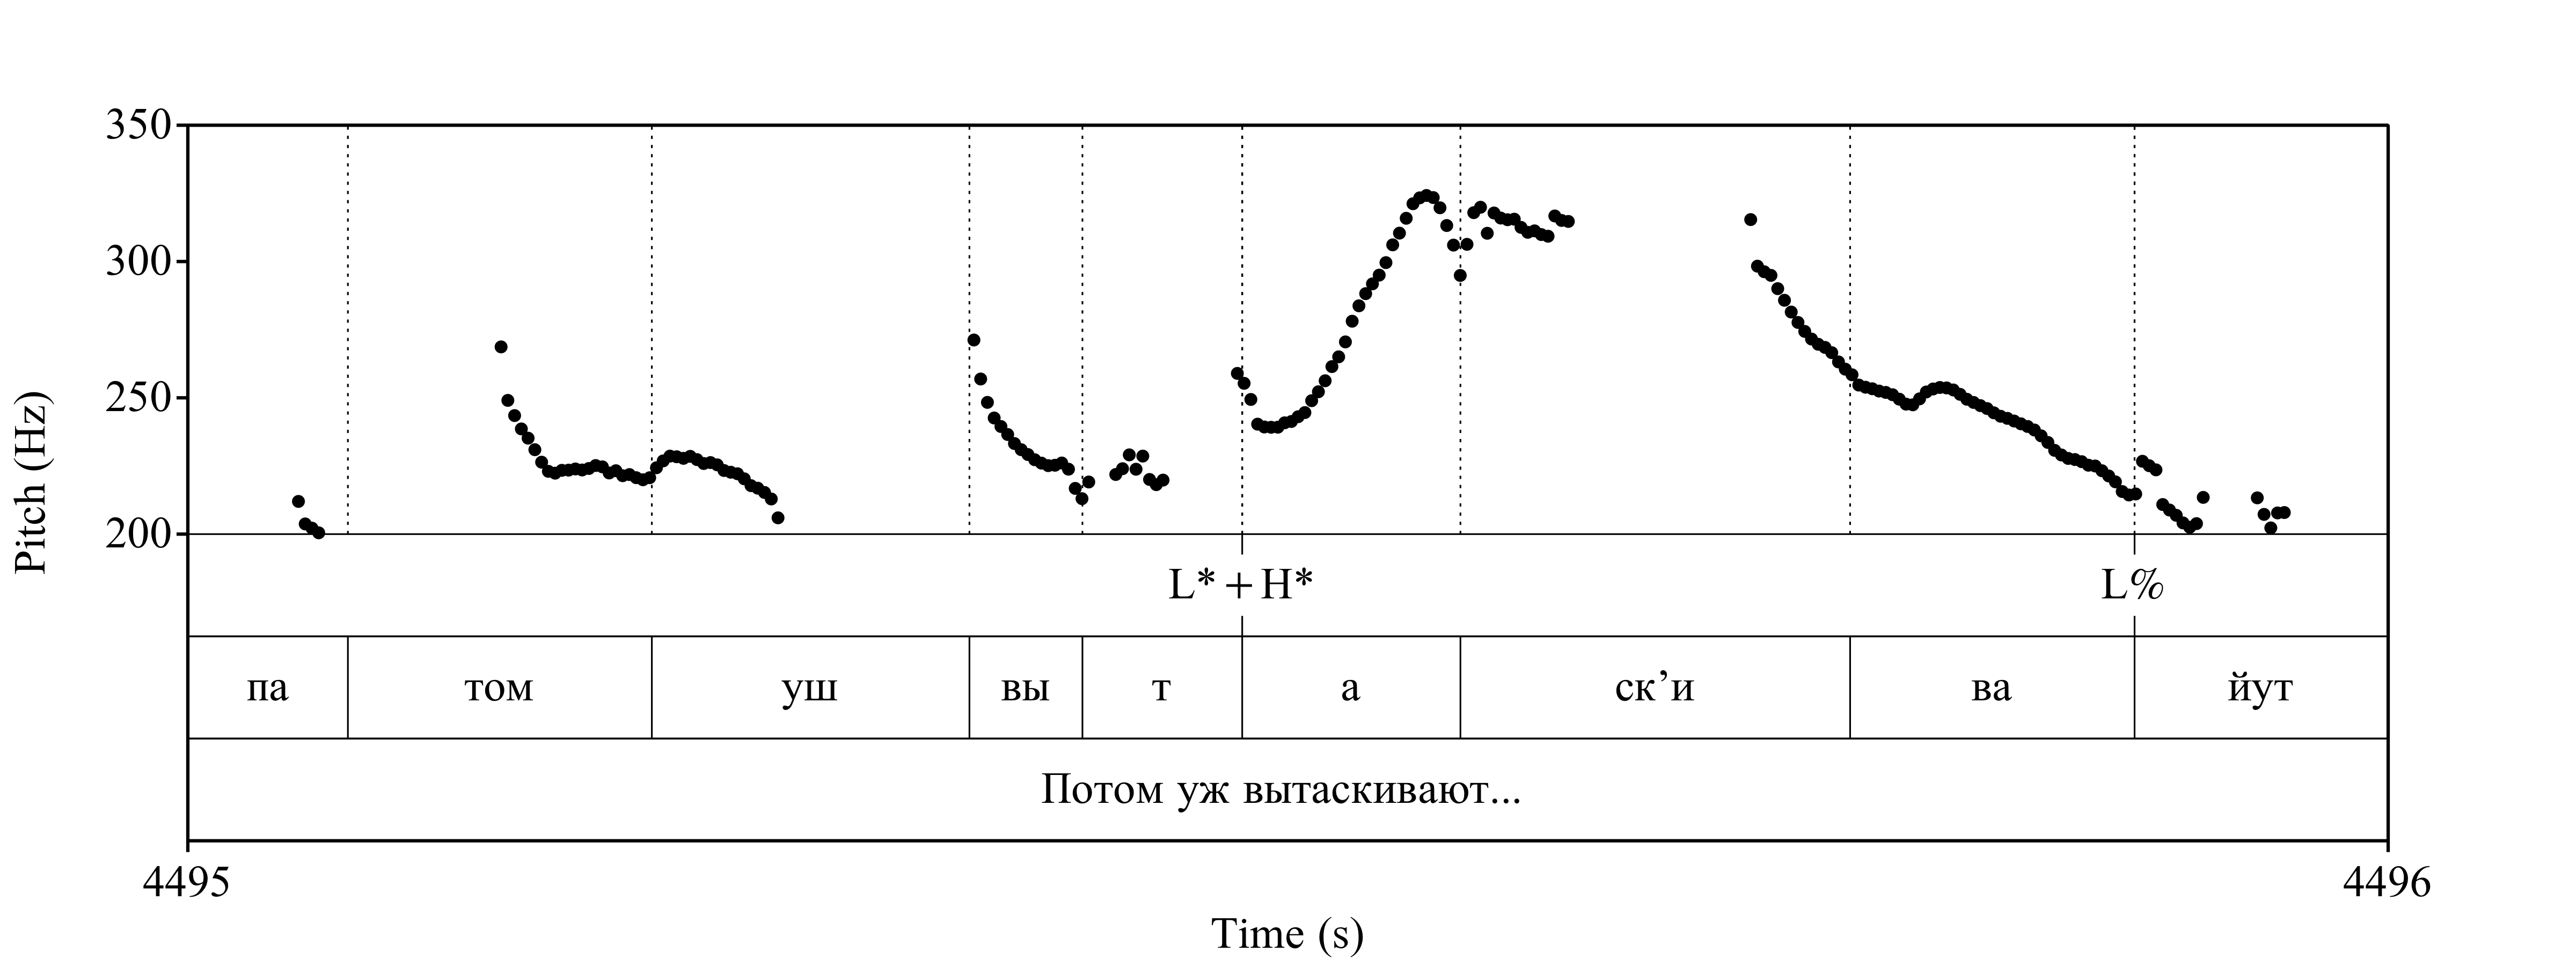 350
300
250
200
Pitch (Hz)
L* + H* L%
па том уш вы т а ск’и ва йут
Потом уж вытаскивают...
4495 4496
Time (s)